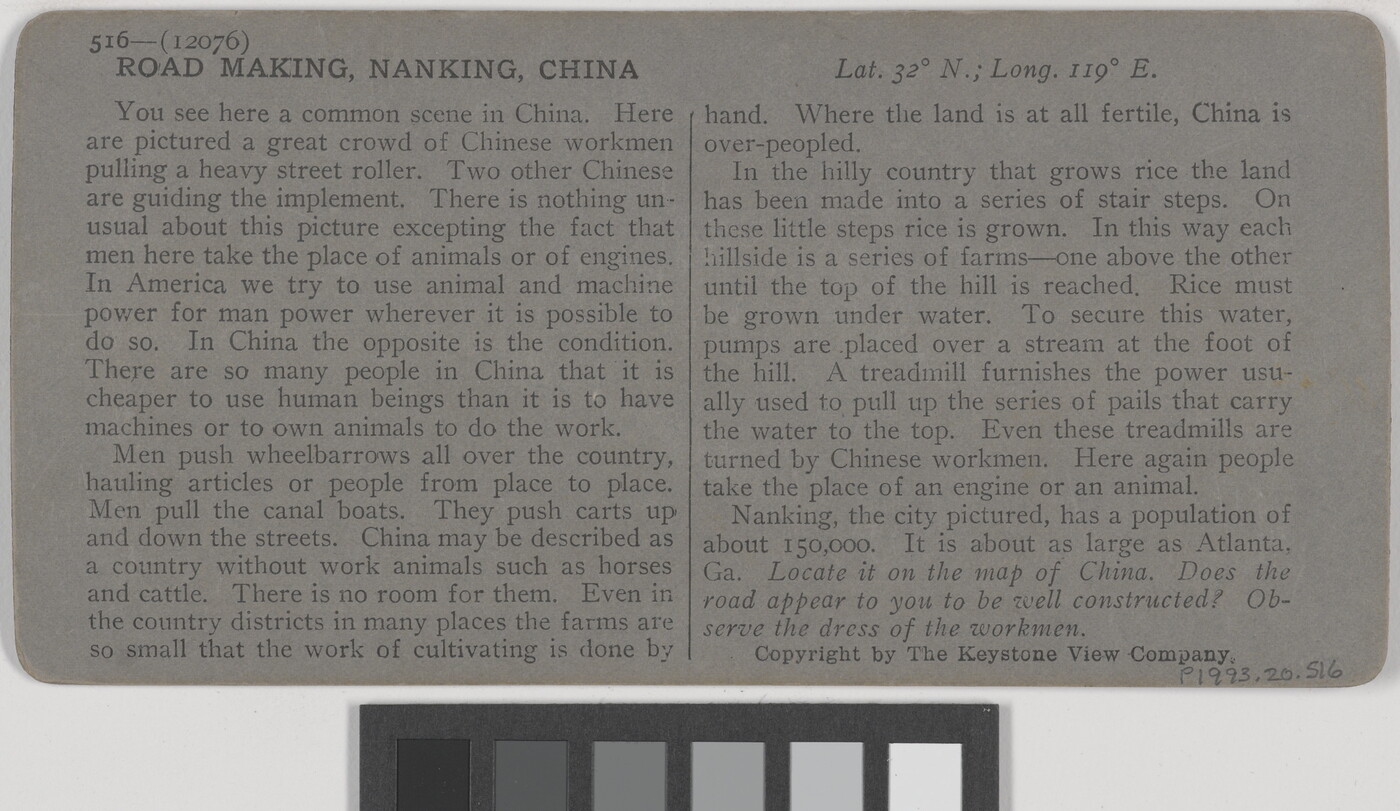 516—(12076)
ROAD MAKING, NANKING, CHINA
Lat. 32° N.; Long. 119° E.
You see here a common scene in China. Here
are pictured a great crowd of Chinese workmen
pulling a heavy street roller. Two other Chinese
are guiding the implement. There is nothing un-
usual about this picture excepting the fact that
men here take the place of animals or of engines.
In America we try to use animal and machine
power for man power wherever it is possible to
do so. In China the opposite is the condition.
There are so many people in China that it is
cheaper to use human beings than it is to have
machines or to own animals to do the work.
Men push wheelbarrows all over the country,
hauling articles or people from place to place.
Men pull the canal boats. They push carts up
and down the streets. China may be described as
a country without work animals such as horses
and cattle. There is no room for them. Even in
the country districts in many places the farms are
so small that the work of cultivating is done by
hand. Where the land is at all fertile, China is
over-peopled.
In the hilly country that grows rice the land
has been made into a series of stair steps. On
these little steps rice is grown. In this way each
hillside is a series of farms—one above the other
until the top of the hill is reached. Rice must
be grown under water. To secure this water,
pumps are placed over a stream at the foot of
the hill. A treadmill furnishes the power usu-
ally used to pull up the series of pails that carry
the water to the top. Even these treadmills are
turned by Chinese workmen. Here again people
take the place of an engine or an animal.
Nanking, the city pictured, has a population of
about 150,000. It is about as large as Atlanta,
Ga. Locate it on the map of China. Does the
road appear to you to be well constructed? Ob-
serve the dress of the workmen.
Copyright by The Keystone View Company.
P1993.20.516